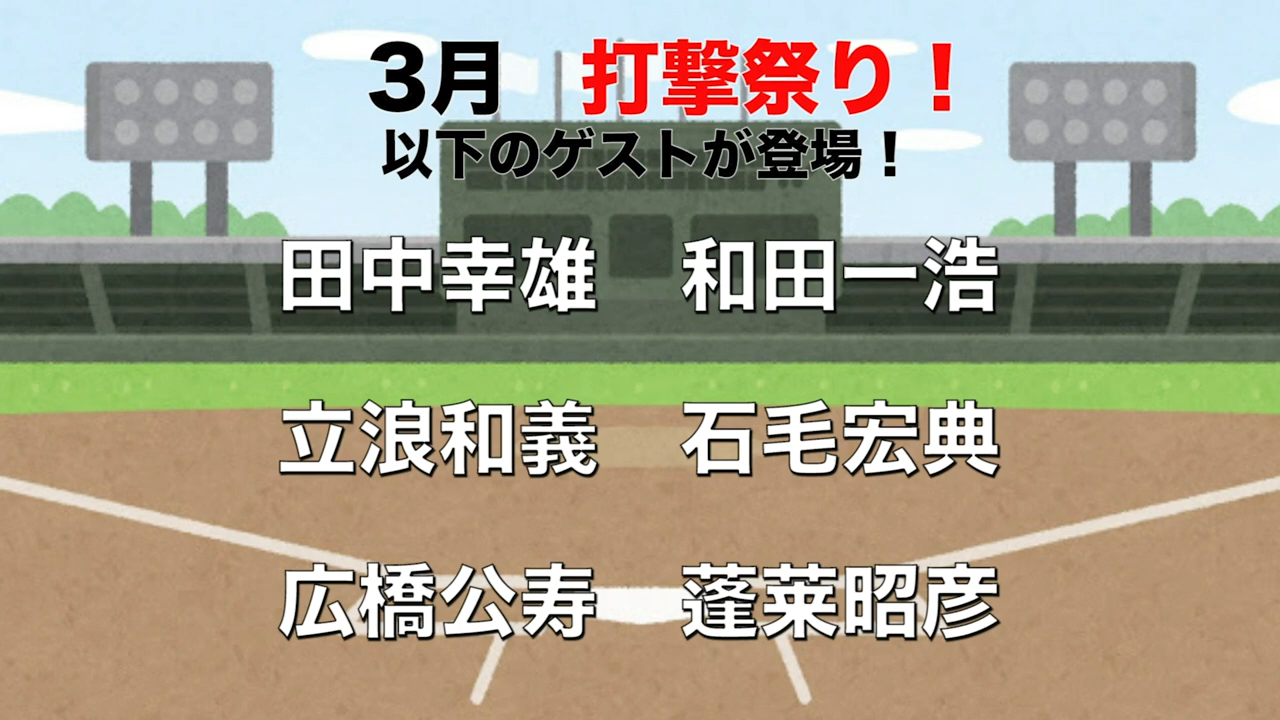 3月　打撃祭り！
以下のゲストが登場！
田中幸雄　和田一浩
立浪和義　石毛宏典
広橋公寿　蓬莱昭彦